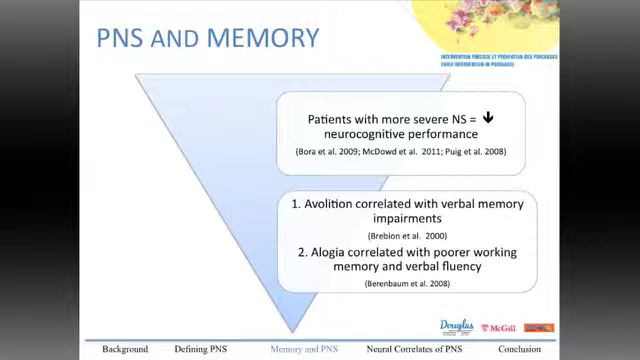 PNS AND MEMORY
INTERVENTION PRÉCOCE ET PRÉVENTION DES PSYCHOSES
EARLY INTERVENTION IN PSYCHOSES
Patients with more severe NS =
neurocognitive performance
(Bora et al. 2009; McDowd et al. 2011; Puig et al. 2008)
1. Avolition correlated with verbal memory
impairments
(Brebion et al. 2000)
2. Alogia correlated with poorer working
memory and verbal fluency
(Berenbaum et al. 2008)
Douglas
McGill
Background
Defining PNS
Memory and PNS
Neural Correlates of PNS
Conclusion